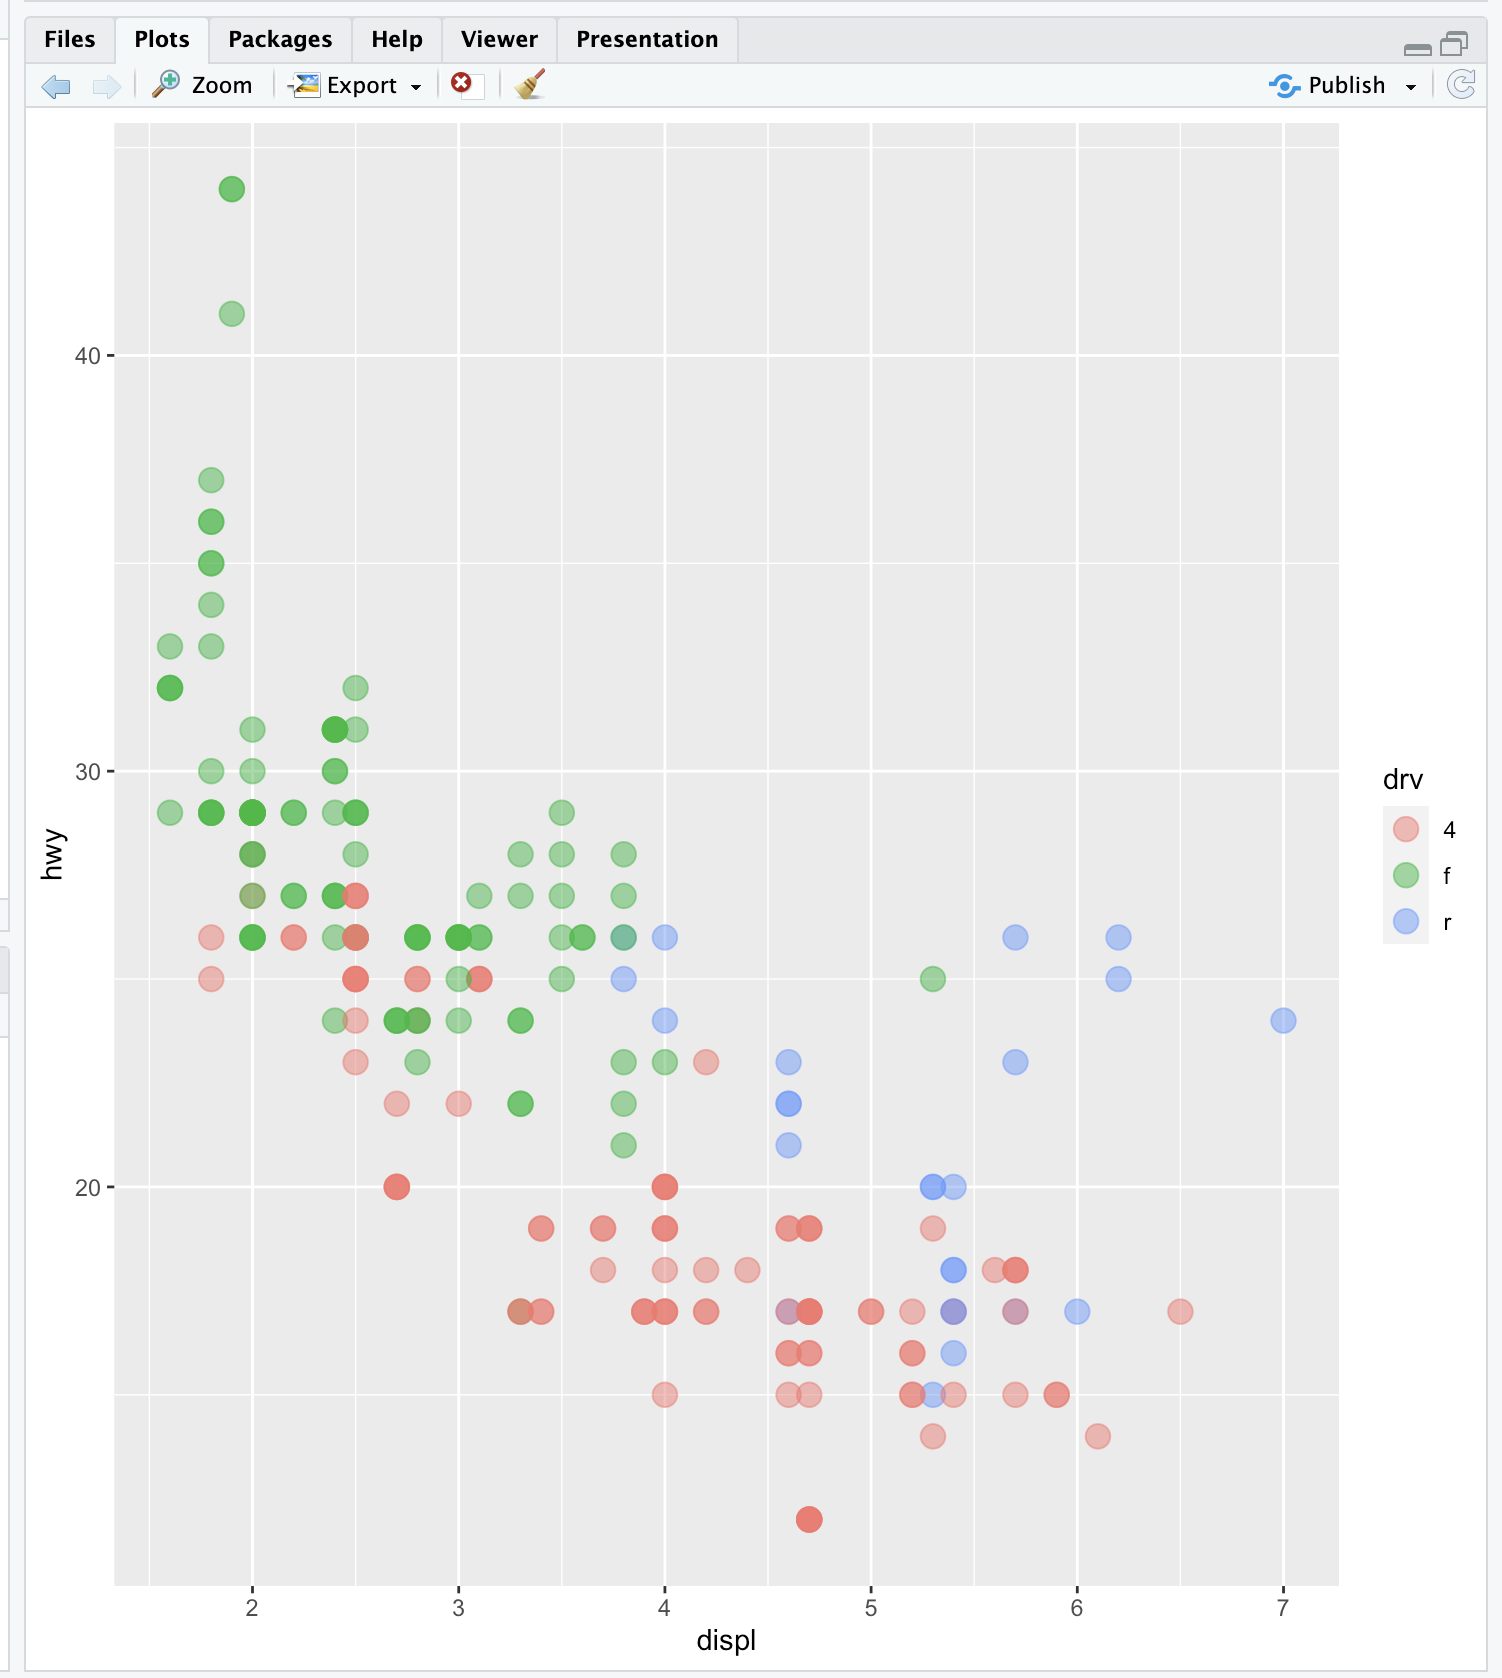 Files Plots Packages Help Viewer Presentation
Zoom Export Publish
40
30
20
hwy
2 3 4 5 6 7
displ
drv
4
f
r